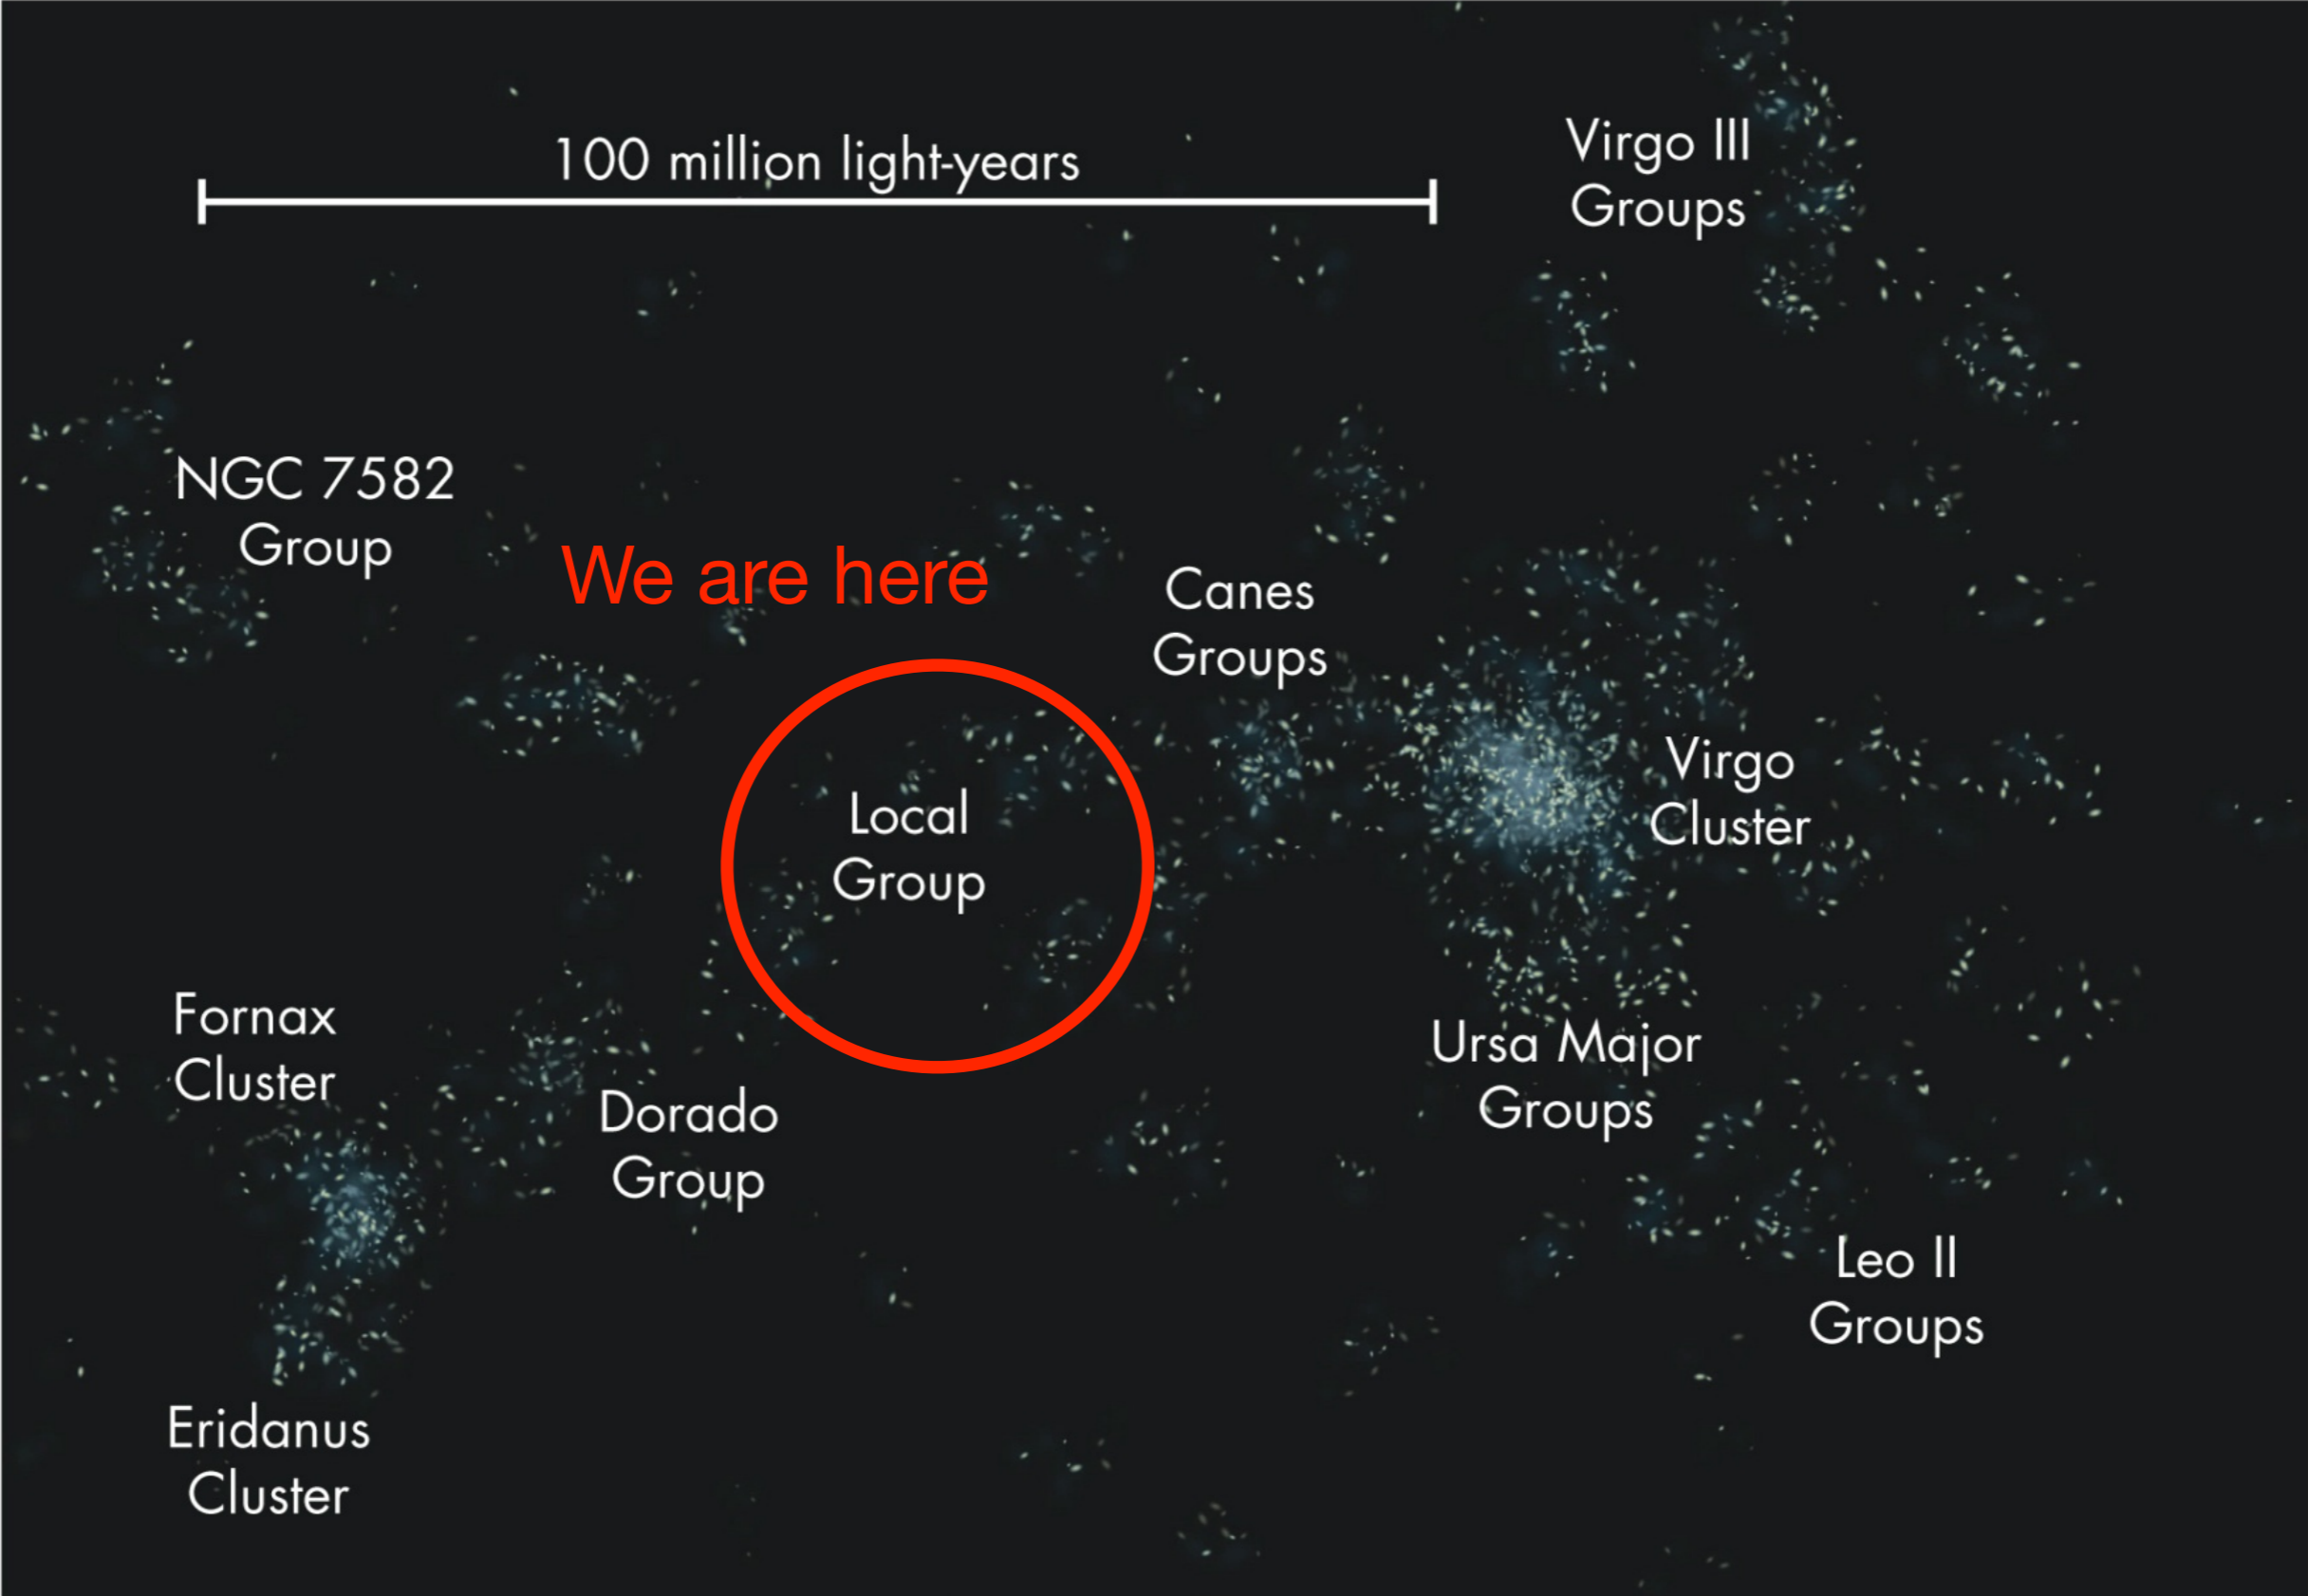 100 million light-years
Virgo III
Groups
NGC 7582
Group
We are here
Canes
Groups
Local
Group
Virgo
Cluster
Fornax
Cluster
Dorado
Group
Ursa Major
Groups
Leo II
Groups
Eridanus
Cluster